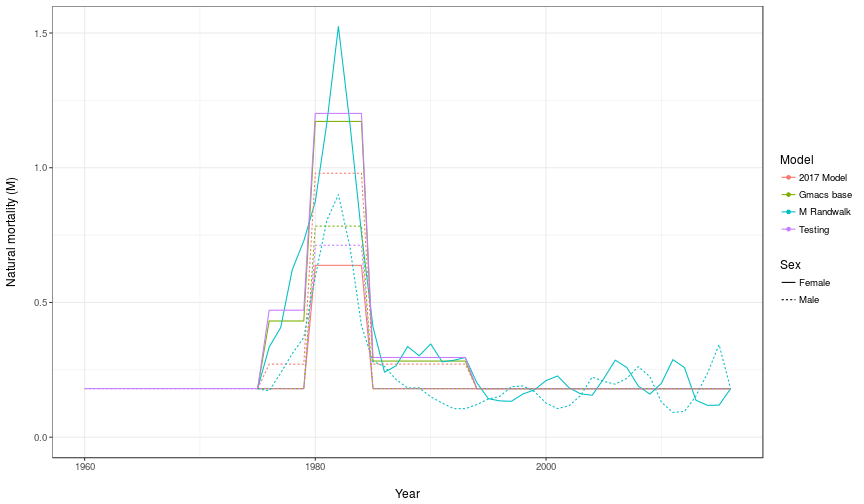 Natural mortality (M)
1.5
1.0
0.5
0.0
1960
1980
2000
Year
Model
2017 Model
Gmacs base
M Randwalk
Testing
Sex
Female
Male